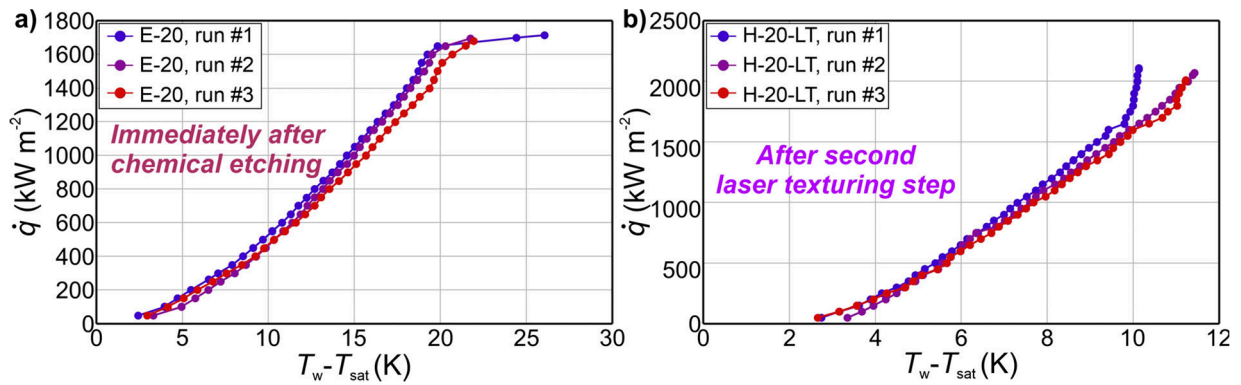 a)
1800
1600
1400
1200
1000
800
600
400
200
0
q̇ (kW m⁻²)
E-20, run #1
E-20, run #2
E-20, run #3
Immediately after
chemical etching
0 5 10 15 20 25 30
T_w-T_sat (K)
b)
2500
2000
1500
1000
500
0
q̇ (kW m⁻²)
H-20-LT, run #1
H-20-LT, run #2
H-20-LT, run #3
After second
laser texturing step
0 2 4 6 8 10 12
T_w-T_sat (K)